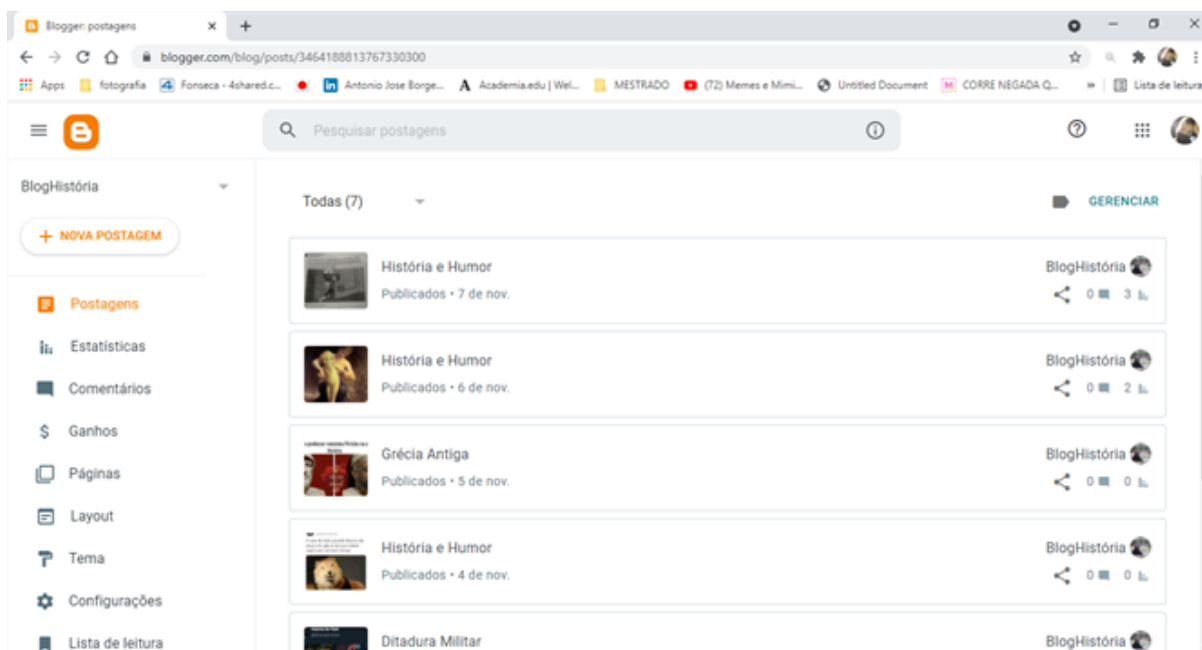 Blogger: postagens
blogger.com/blog/posts/3464188813767330300
Apps fotografia Fonseca - 4shared.c... Antonio Jose Borge... Academia.edu | Wel... MESTRADO (72) Memes e Mimi... Untitled Document CORRE NEGADA Q... Lista de leitura
Pesquisar postagens
BlogHistória
NOVA POSTAGEM
Postagens
Estatísticas
Comentários
Ganhos
Páginas
Layout
Tema
Configurações
Lista de leitura
Todas (7)
GERENCIAR
História e Humor
BlogHistória
Publicados • 7 de nov.
0 3
História e Humor
BlogHistória
Publicados • 6 de nov.
0 2
Grécia Antiga
BlogHistória
Publicados • 5 de nov.
0 0
História e Humor
BlogHistória
Publicados • 4 de nov.
0 0
Ditadura Militar
BlogHistória